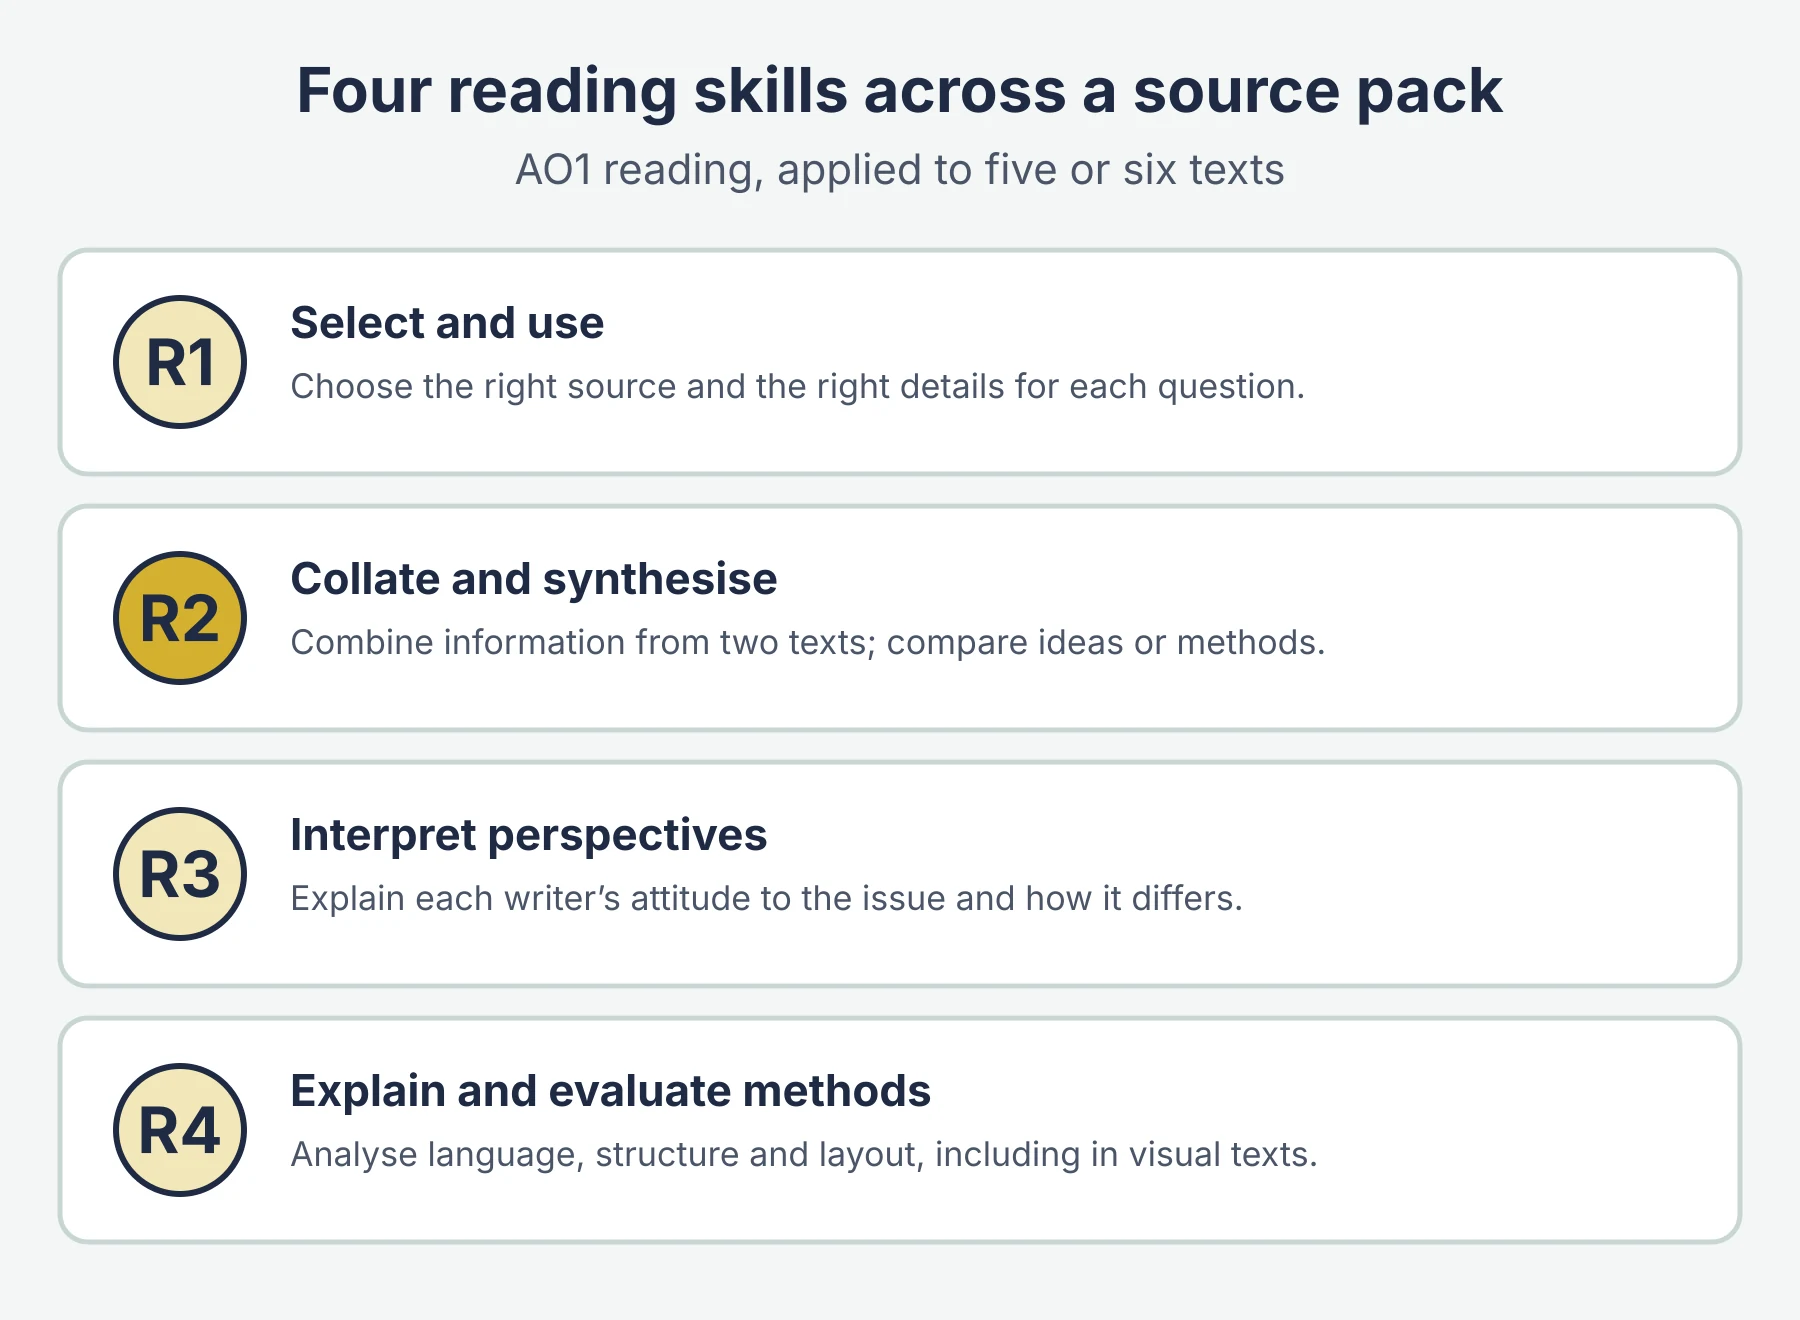 Four reading skills across a source pack
AO1 reading, applied to five or six texts
R1
Select and use
Choose the right source and the right details for each question.
R2
Collate and synthesise
Combine information from two texts; compare ideas or methods.
R3
Interpret perspectives
Explain each writer’s attitude to the issue and how it differs.
R4
Explain and evaluate methods
Analyse language, structure and layout, including in visual texts.